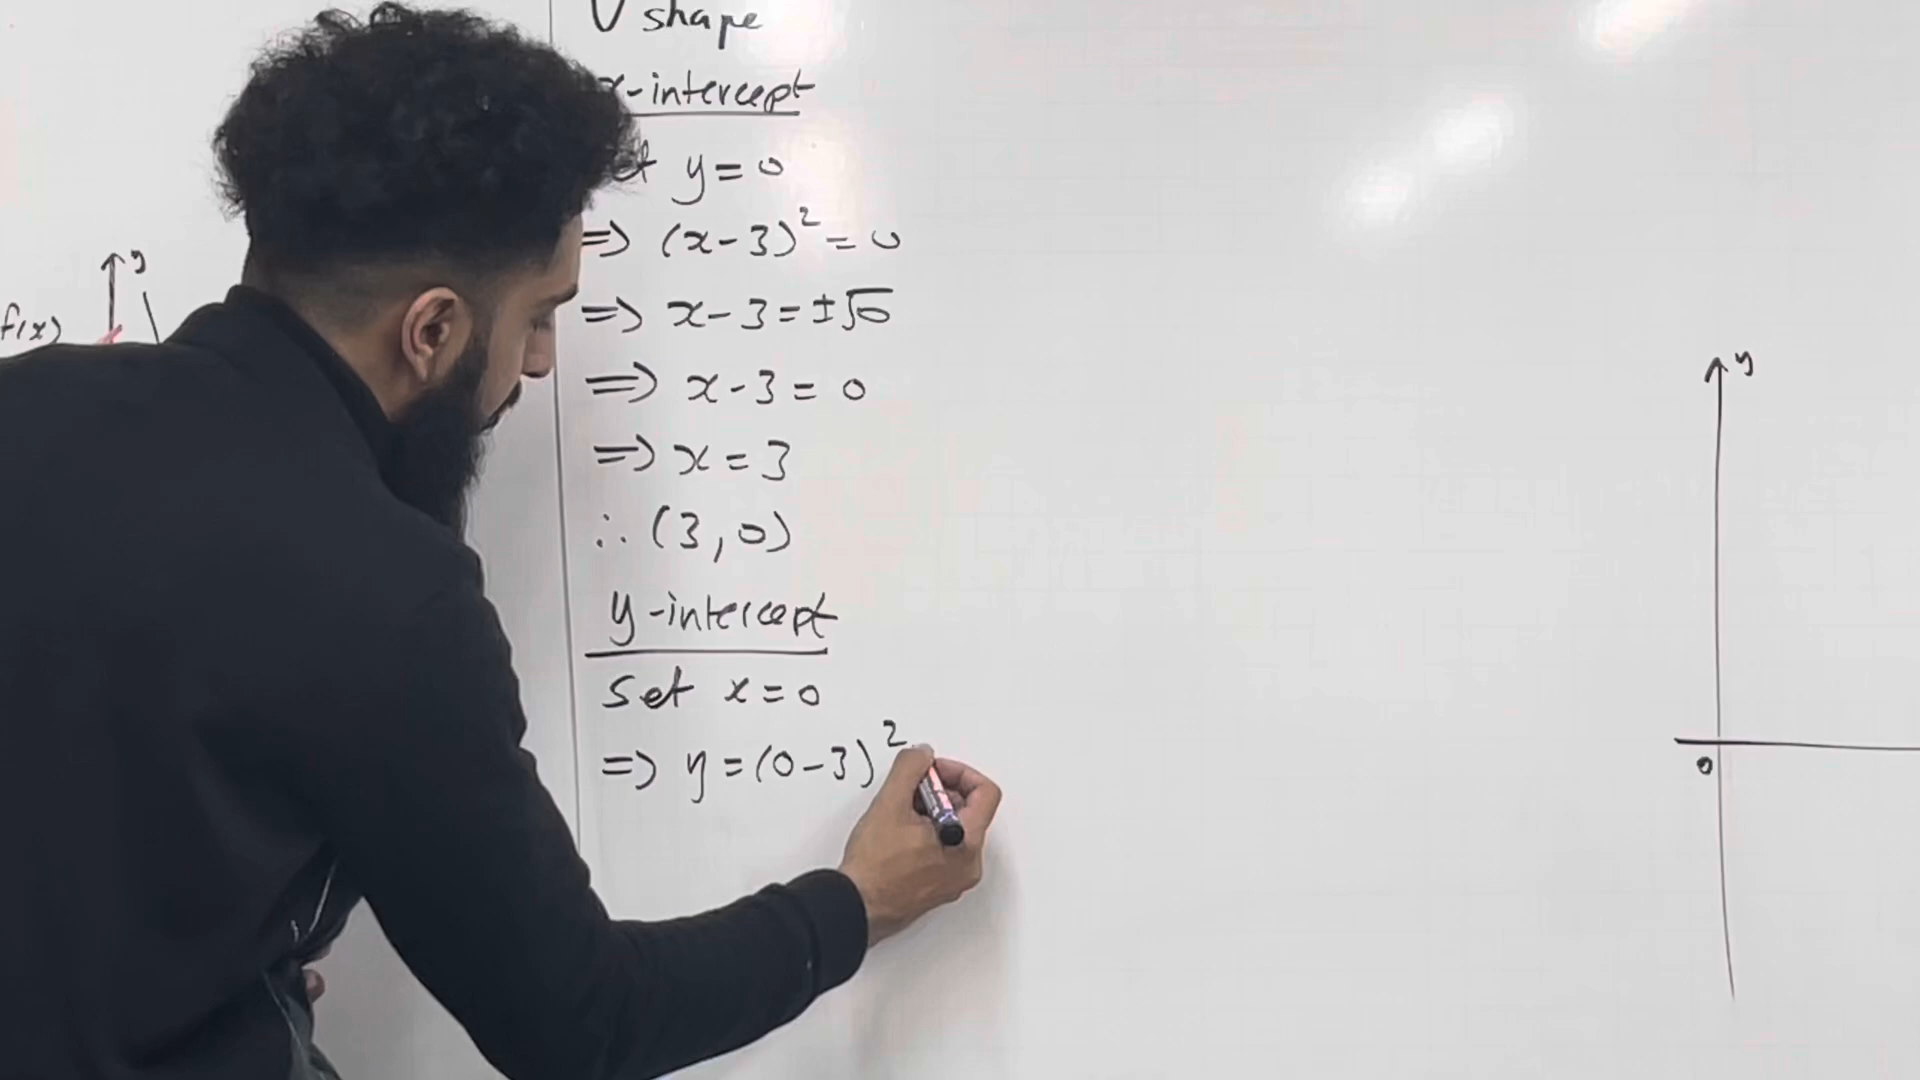 y
f(x)
U shape
x-intercept
y=0
=> (x-3)²=0
=> x-3=±√0
=> x-3=0
=> x=3
∴ (3,0)
y-intercept
Set x=0
=> y=(0-3)²
y
0